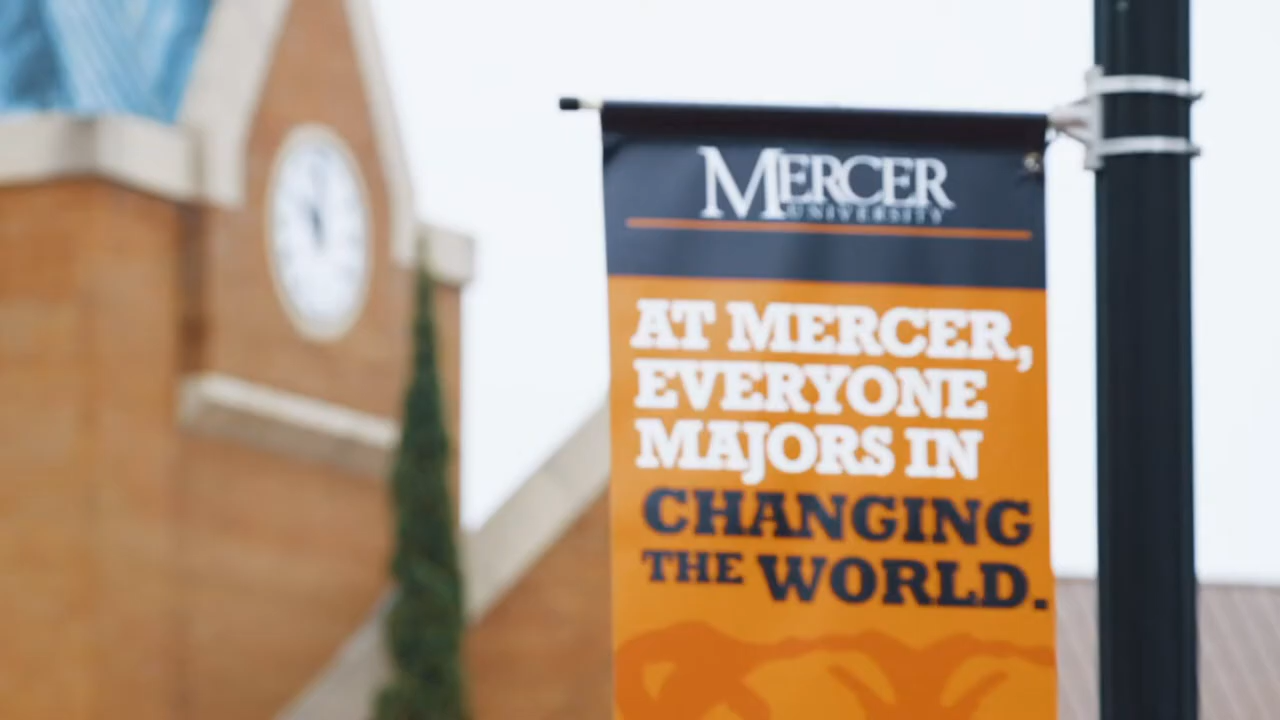 MERCER
UNIVERSITY
AT MERCER,
EVERYONE
MAJORS IN
CHANGING
THE WORLD.